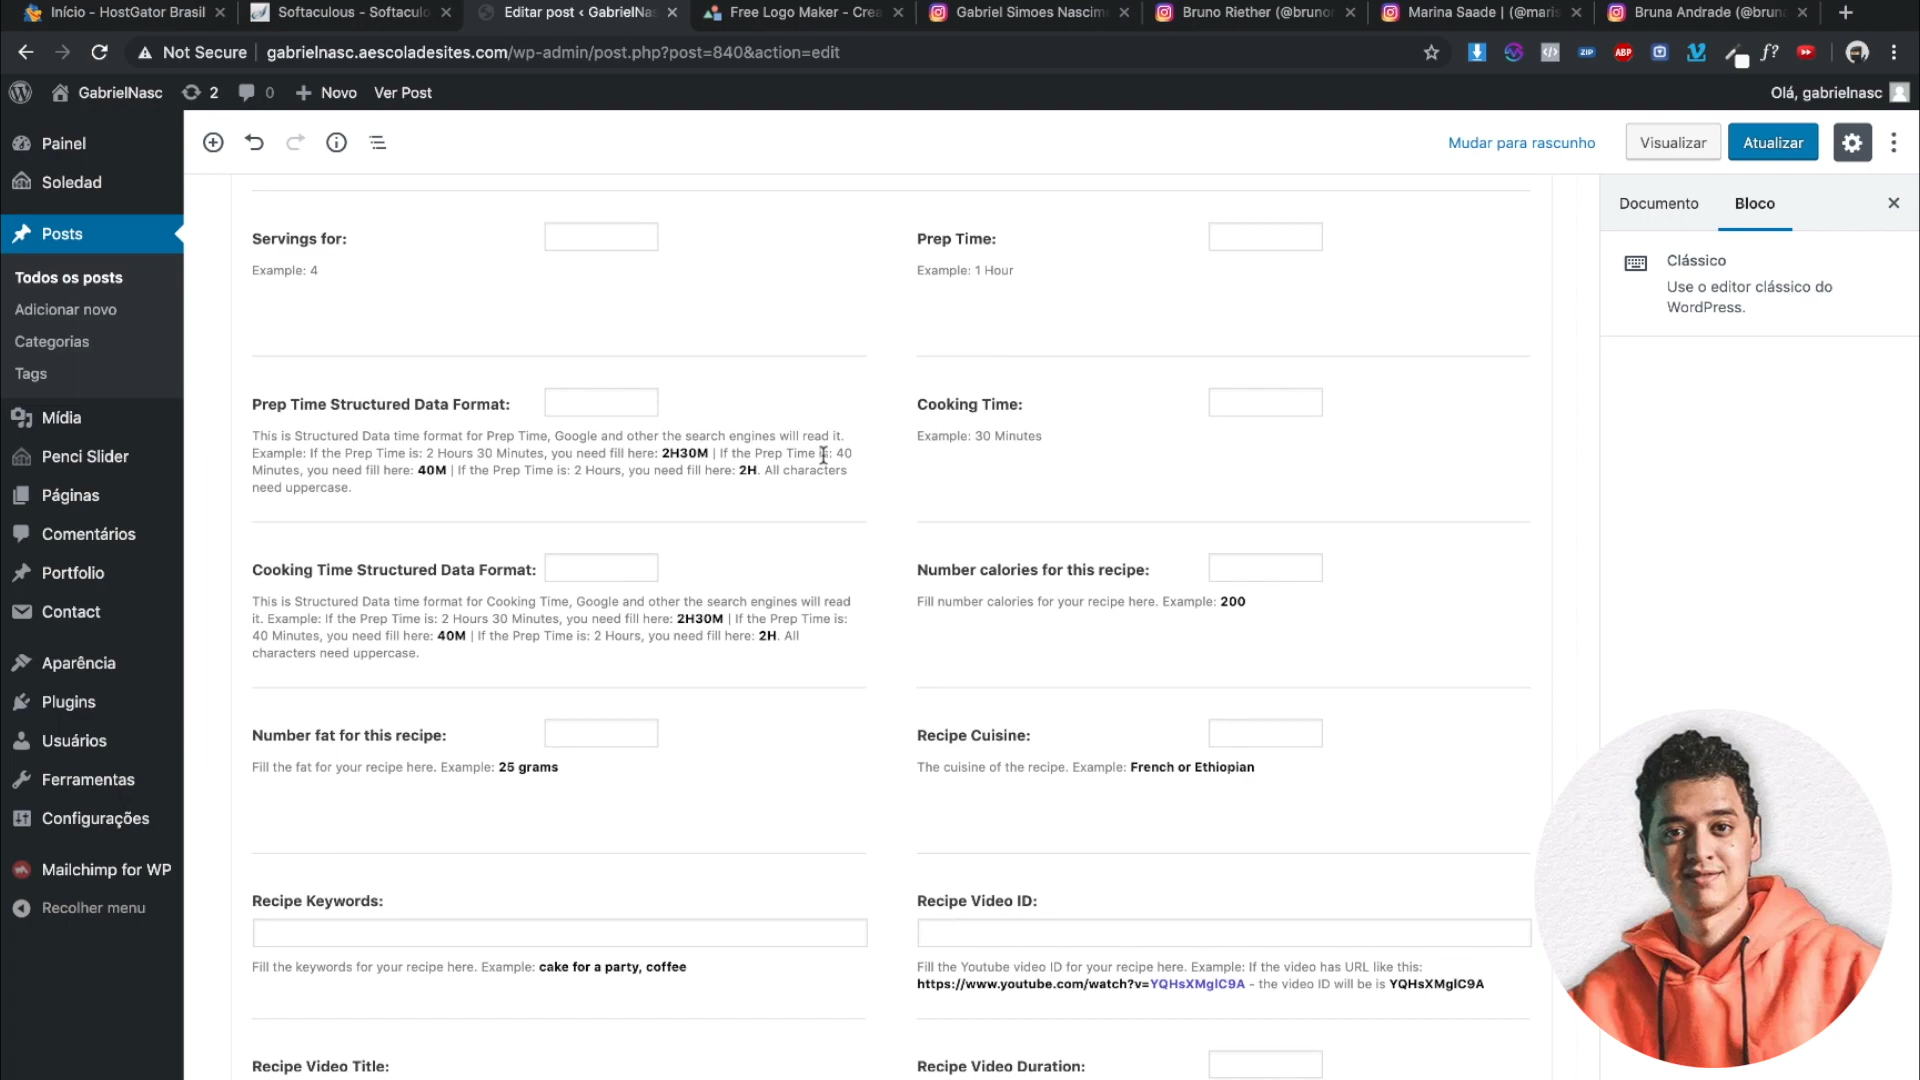 Início - HostGator Brasil
Softaculous - Softaculo
Editar post ‹ GabrielNas
Free Logo Maker - Crea
Gabriel Simoes Nascim
Bruno Riether (@brunor
Marina Saade | (@maris
Bruna Andrade (@bruna
Not Secure
gabrielnasc.aescoladesites.com/wp-admin/post.php?post=840&action=edit
ZIP
ABP
f?
GabrielNasc
2
0
Novo
Ver Post
Olá, gabrielnasc
Painel
Soledad
Posts
Todos os posts
Adicionar novo
Categorias
Tags
Mídia
Penci Slider
Páginas
Comentários
Portfolio
Contact
Aparência
Plugins
Usuários
Ferramentas
Configurações
Mailchimp for WP
Recolher menu
Mudar para rascunho
Visualizar
Atualizar
Servings for:
Example: 4
Prep Time:
Example: 1 Hour
Prep Time Structured Data Format:
This is Structured Data time format for Prep Time, Google and other the search engines will read it.
Example: If the Prep Time is: 2 Hours 30 Minutes, you need fill here: 2H30M | If the Prep Time is: 40
Minutes, you need fill here: 40M | If the Prep Time is: 2 Hours, you need fill here: 2H. All characters
need uppercase.
Cooking Time:
Example: 30 Minutes
Cooking Time Structured Data Format:
This is Structured Data time format for Cooking Time, Google and other the search engines will read
it. Example: If the Prep Time is: 2 Hours 30 Minutes, you need fill here: 2H30M | If the Prep Time is:
40 Minutes, you need fill here: 40M | If the Prep Time is: 2 Hours, you need fill here: 2H. All
characters need uppercase.
Number calories for this recipe:
Fill number calories for your recipe here. Example: 200
Number fat for this recipe:
Fill the fat for your recipe here. Example: 25 grams
Recipe Cuisine:
The cuisine of the recipe. Example: French or Ethiopian
Recipe Keywords:
Fill the keywords for your recipe here. Example: cake for a party, coffee
Recipe Video ID:
Fill the Youtube video ID for your recipe here. Example: If the video has URL like this:
https://www.youtube.com/watch?v=YQHsXMglC9A - the video ID will be is YQHsXMglC9A
Recipe Video Title:
Recipe Video Duration:
Documento
Bloco
Clássico
Use o editor clássico do
WordPress.